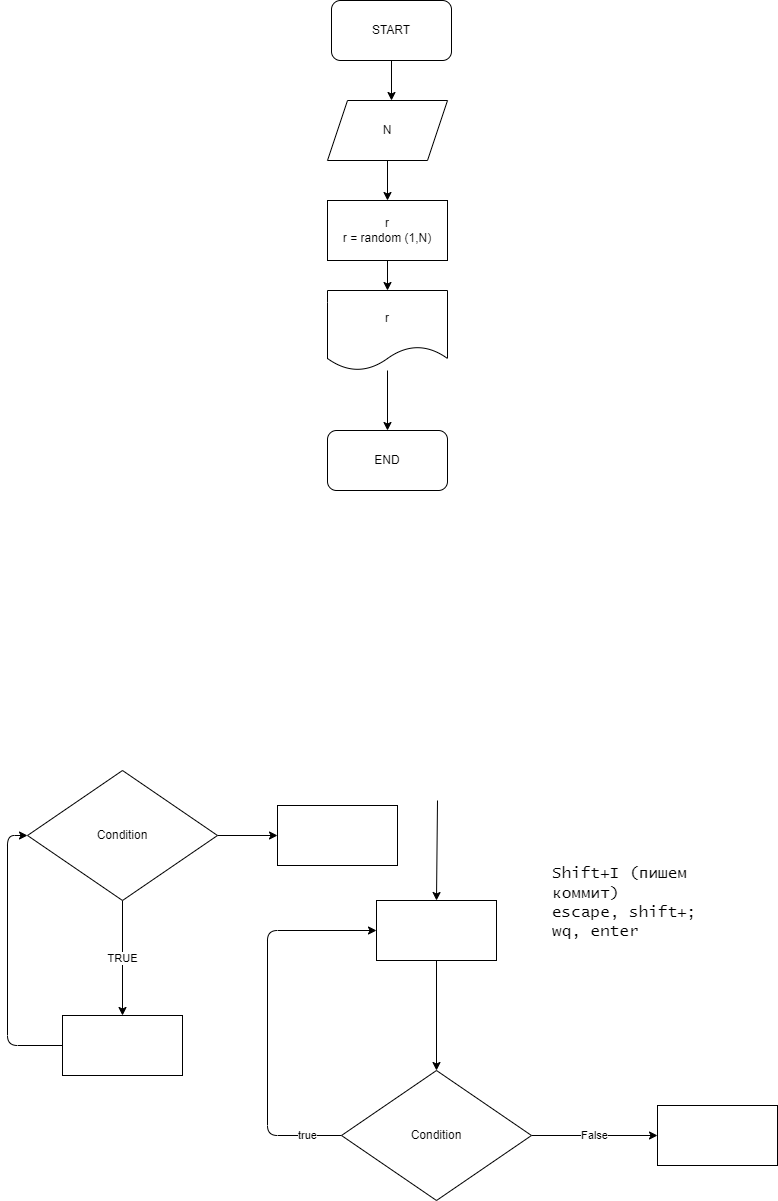 START
N
r
r = random (1,N)
r
END
Condition
TRUE
Shift+I (пишем
коммит)
escape, shift+;
wq, enter
true
Condition
False